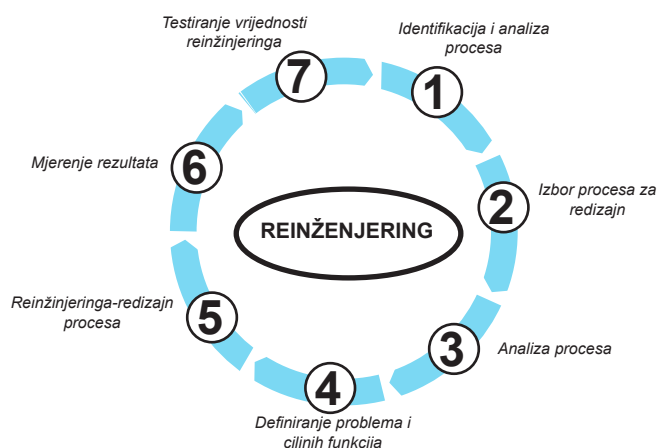 Testiranje vrijednosti
reinžinjeringa
7
Identifikacija i analiza
procesa
1
Mjerenje rezultata
6
Izbor procesa za
redizajn
2
REINŽENJERING
Reinžinjeringa-redizajn
procesa
5
Analiza procesa
3
4
Definiranje problema i
ciljnih funkcija